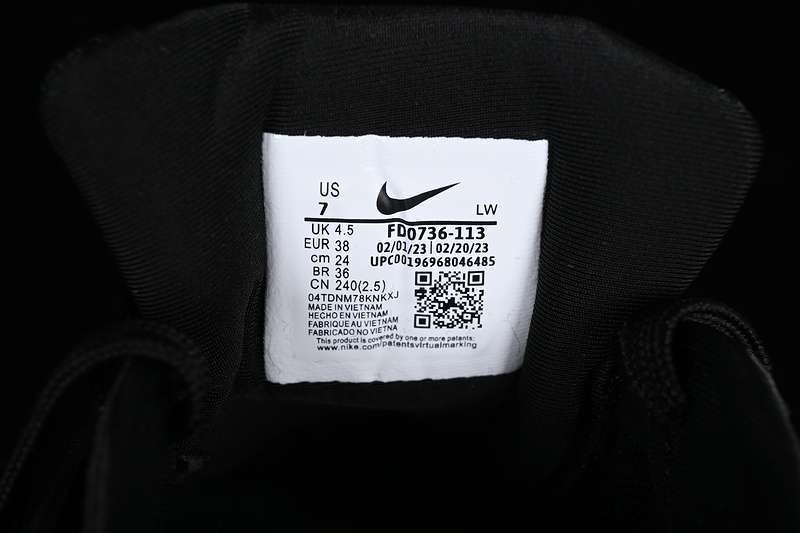 US
7 LW
UK 4.5 FD0736-113
EUR 38 02/01/23 | 02/20/23
cm 24 UPC00196968046485
BR 36
CN 240(2.5)
04TDNM78KNKXJ
MADE IN VIETNAM
HECHO EN VIETNAM
FABRIQUE AU VIETNAM
FABRICADO NO VIETNA
This product is covered by one or more patents:
www.nike.com/patentsvirtualmarking